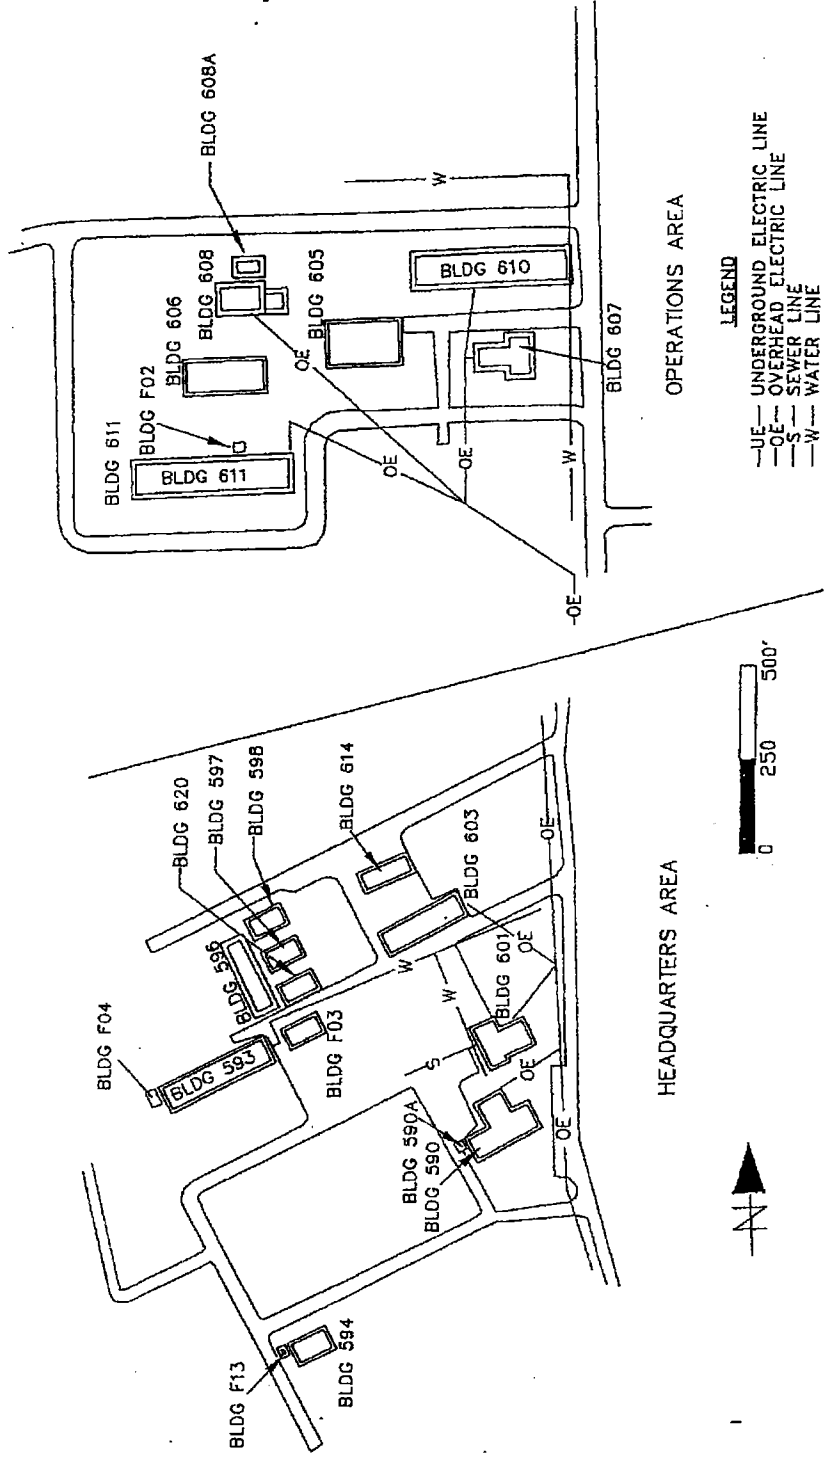 BLDG 608A
BLDG 608
BLDG 606
BLDG F02
BLDG 611
BLDG 611
BLDG 605
BLDG 610
BLDG 607
OE
OE
OE
W
W
-OE-
OPERATIONS AREA
LEGEND
—UE— UNDERGROUND ELECTRIC LINE
—OE— OVERHEAD ELECTRIC LINE
—S— SEWER LINE
—W— WATER LINE
BLDG 620
BLDG 597
BLDG 598
BLDG 614
BLDG 596
BLDG F04
BLDG 593
BLDG F03
BLDG 603
BLDG 601
BLDG 590A
BLDG 590
BLDG F13
BLDG 594
W
W
S
OE
OE
OE
OE
HEADQUARTERS AREA
0 250 500'
N